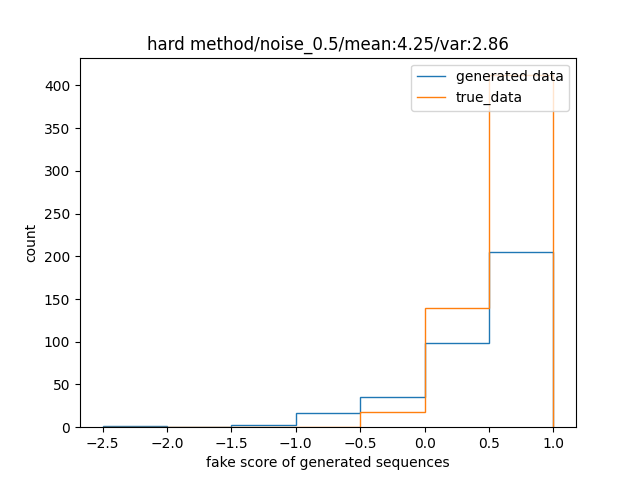 hard method/noise_0.5/mean:4.25/var:2.86
generated data
true_data
400
350
300
250
200
150
100
50
0
count
−2.5 −2.0 −1.5 −1.0 −0.5 0.0 0.5 1.0
fake score of generated sequences